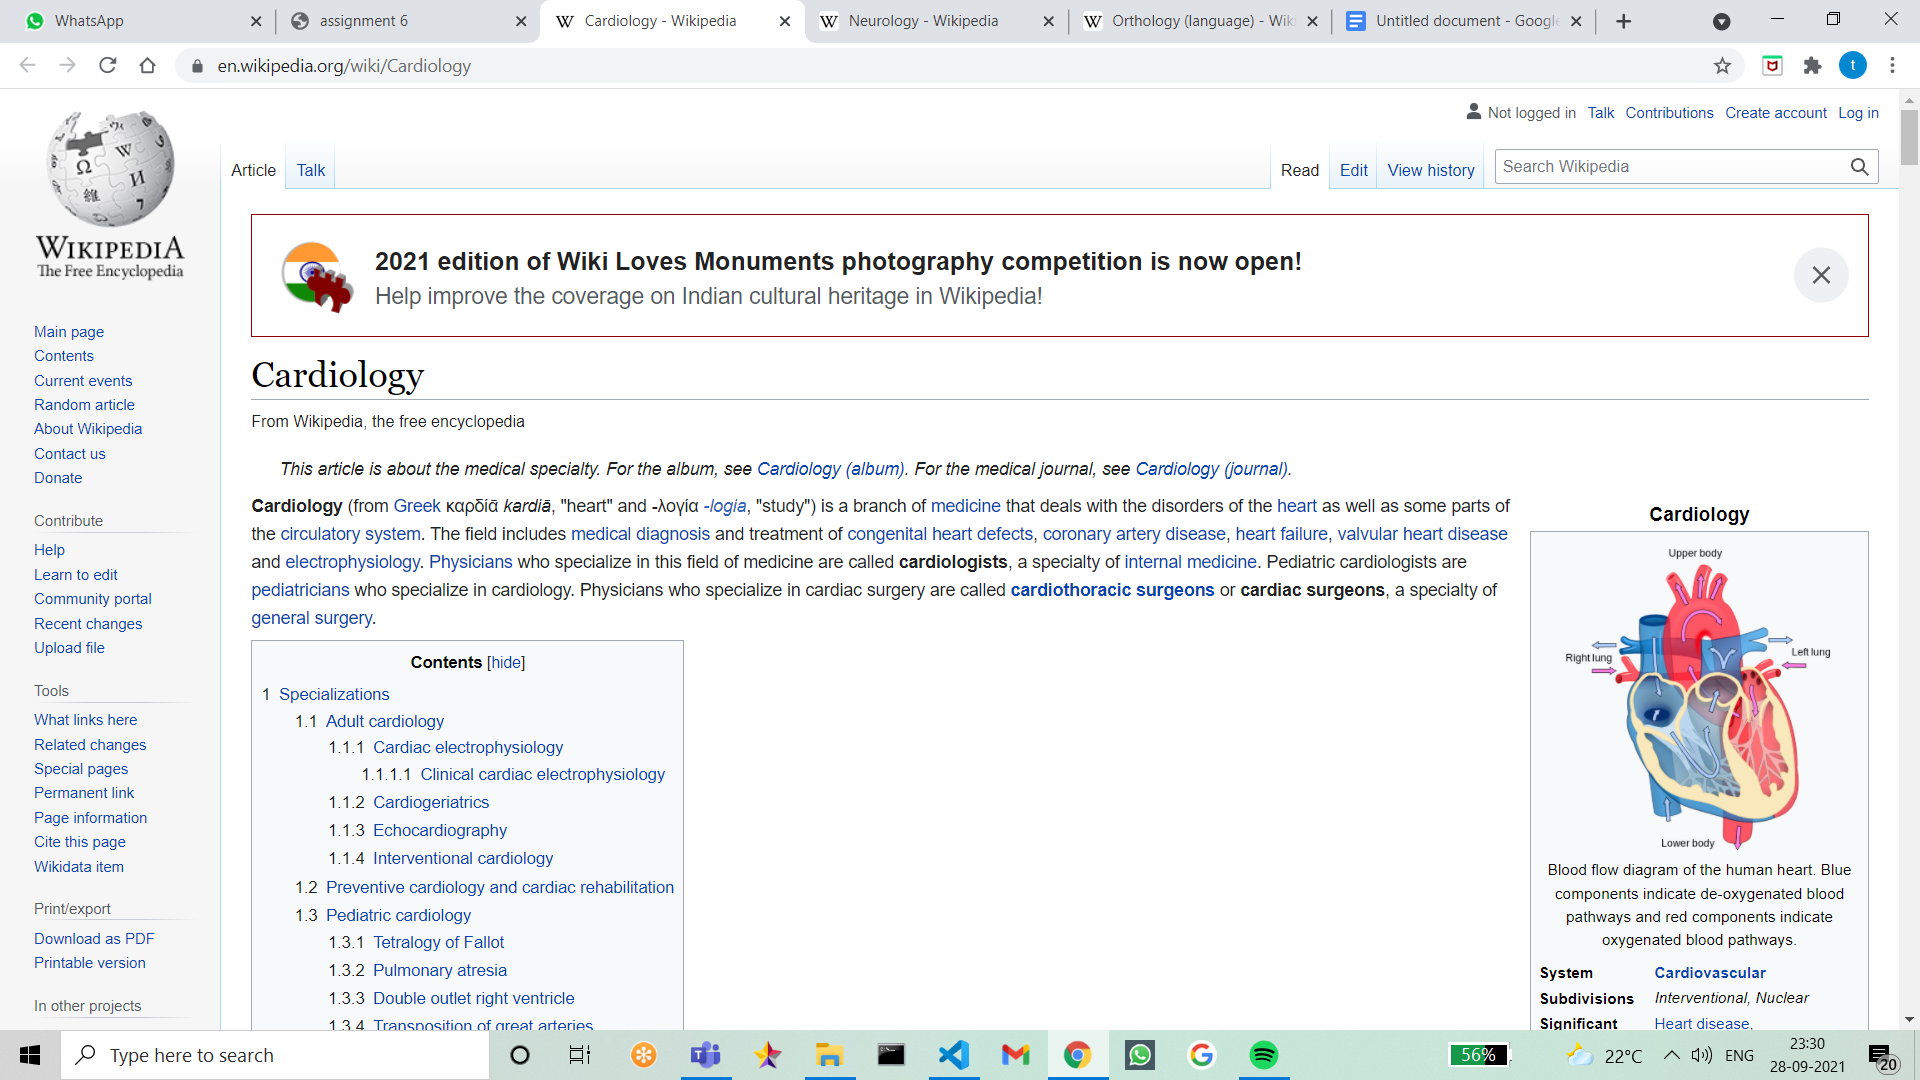 WhatsApp
assignment 6
Cardiology - Wikipedia
Neurology - Wikipedia
Orthology (language) - Wiki
Untitled document - Google
en.wikipedia.org/wiki/Cardiology
t
WIKIPEDIA
The Free Encyclopedia
Not logged in Talk Contributions Create account Log in
Article Talk
Read Edit View history
Search Wikipedia
2021 edition of Wiki Loves Monuments photography competition is now open!
Help improve the coverage on Indian cultural heritage in Wikipedia!
Main page
Contents
Current events
Random article
About Wikipedia
Contact us
Donate
Contribute
Help
Learn to edit
Community portal
Recent changes
Upload file
Tools
What links here
Related changes
Special pages
Permanent link
Page information
Cite this page
Wikidata item
Print/export
Download as PDF
Printable version
In other projects
Cardiology
From Wikipedia, the free encyclopedia
This article is about the medical specialty. For the album, see Cardiology (album). For the medical journal, see Cardiology (journal).
Cardiology (from Greek καρδίᾱ kardiā, "heart" and -λογία -logia, "study") is a branch of medicine that deals with the disorders of the heart as well as some parts of
the circulatory system. The field includes medical diagnosis and treatment of congenital heart defects, coronary artery disease, heart failure, valvular heart disease
and electrophysiology. Physicians who specialize in this field of medicine are called cardiologists, a specialty of internal medicine. Pediatric cardiologists are
pediatricians who specialize in cardiology. Physicians who specialize in cardiac surgery are called cardiothoracic surgeons or cardiac surgeons, a specialty of
general surgery.
Contents [hide]
1 Specializations
1.1 Adult cardiology
1.1.1 Cardiac electrophysiology
1.1.1.1 Clinical cardiac electrophysiology
1.1.2 Cardiogeriatrics
1.1.3 Echocardiography
1.1.4 Interventional cardiology
1.2 Preventive cardiology and cardiac rehabilitation
1.3 Pediatric cardiology
1.3.1 Tetralogy of Fallot
1.3.2 Pulmonary atresia
1.3.3 Double outlet right ventricle
1.3.4 Transposition of great arteries
Cardiology
Upper body
Right lung
Left lung
Lower body
Blood flow diagram of the human heart. Blue
components indicate de-oxygenated blood
pathways and red components indicate
oxygenated blood pathways.
System Cardiovascular
Subdivisions Interventional, Nuclear
Significant Heart disease,
Type here to search
56%
22°C
ENG
23:30
28-09-2021
20